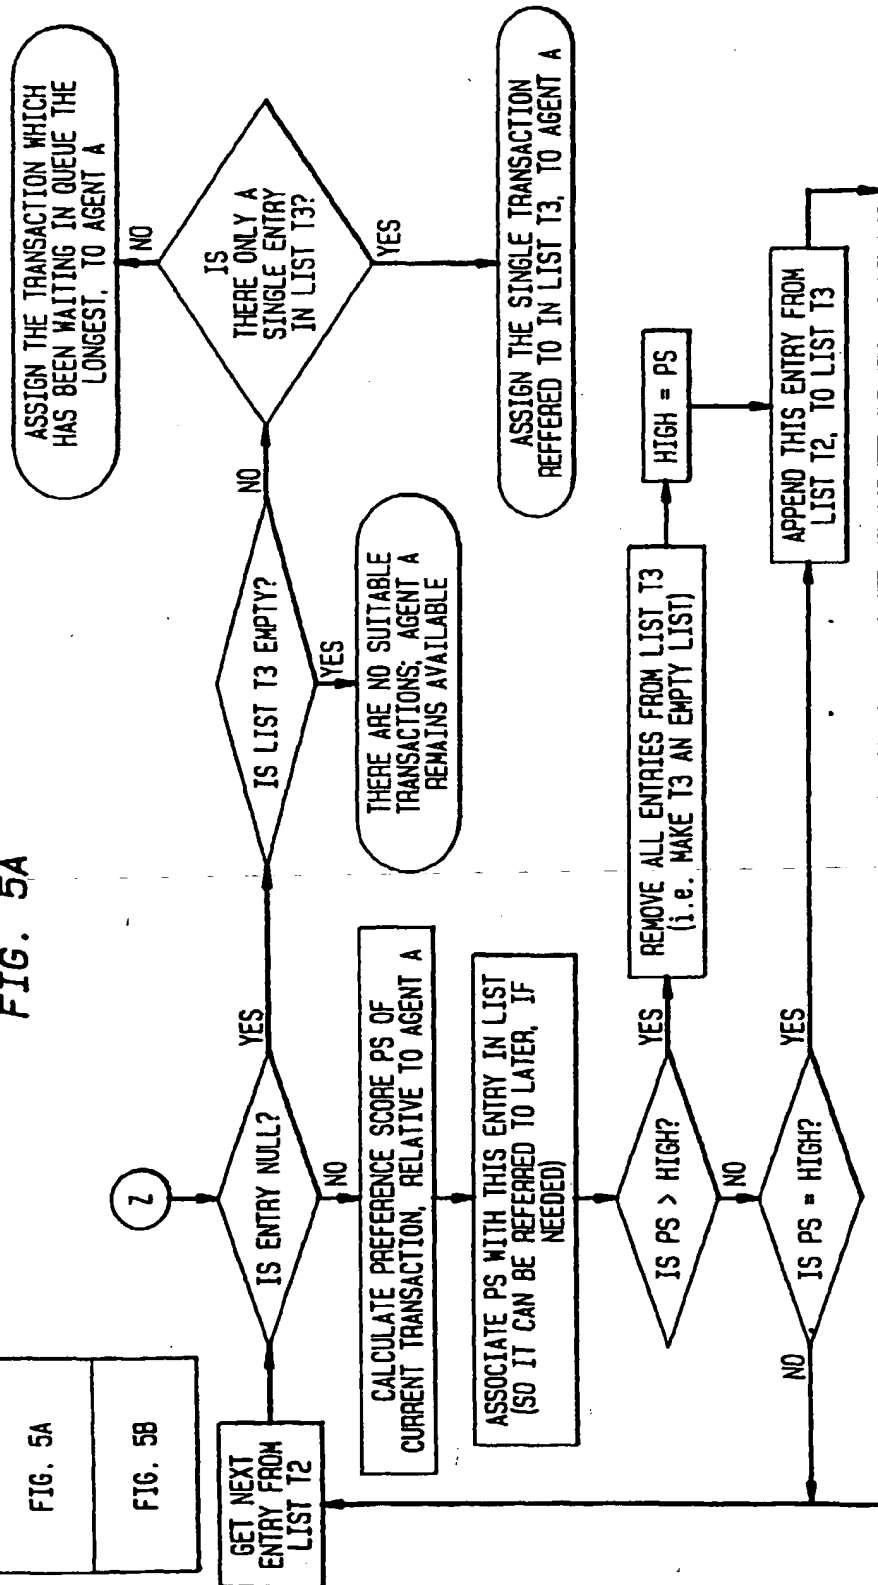 FIG. 5A
FIG. 5A
FIG. 5B
GET NEXT
ENTRY FROM
LIST T2
Z
IS ENTRY NULL?
YES
NO
IS LIST T3 EMPTY?
NO
YES
THERE ARE NO SUITABLE
TRANSACTIONS; AGENT A
REMAINS AVAILABLE
IS
THERE ONLY A
SINGLE ENTRY
IN LIST T3?
NO
YES
ASSIGN THE TRANSACTION WHICH
HAS BEEN WAITING IN QUEUE THE
LONGEST, TO AGENT A
ASSIGN THE SINGLE TRANSACTION
REFFERED TO IN LIST T3, TO AGENT A
CALCULATE PREFERENCE SCORE PS OF
CURRENT TRANSACTION, RELATIVE TO AGENT A
ASSOCIATE PS WITH THIS ENTRY IN LIST
(SO IT CAN BE REFERRED TO LATER, IF
NEEDED)
IS PS > HIGH?
YES
NO
REMOVE ALL ENTRIES FROM LIST T3
(i.e. MAKE T3 AN EMPTY LIST)
HIGH = PS
IS PS = HIGH?
YES
NO
APPEND THIS ENTRY FROM
LIST T2, TO LIST T3